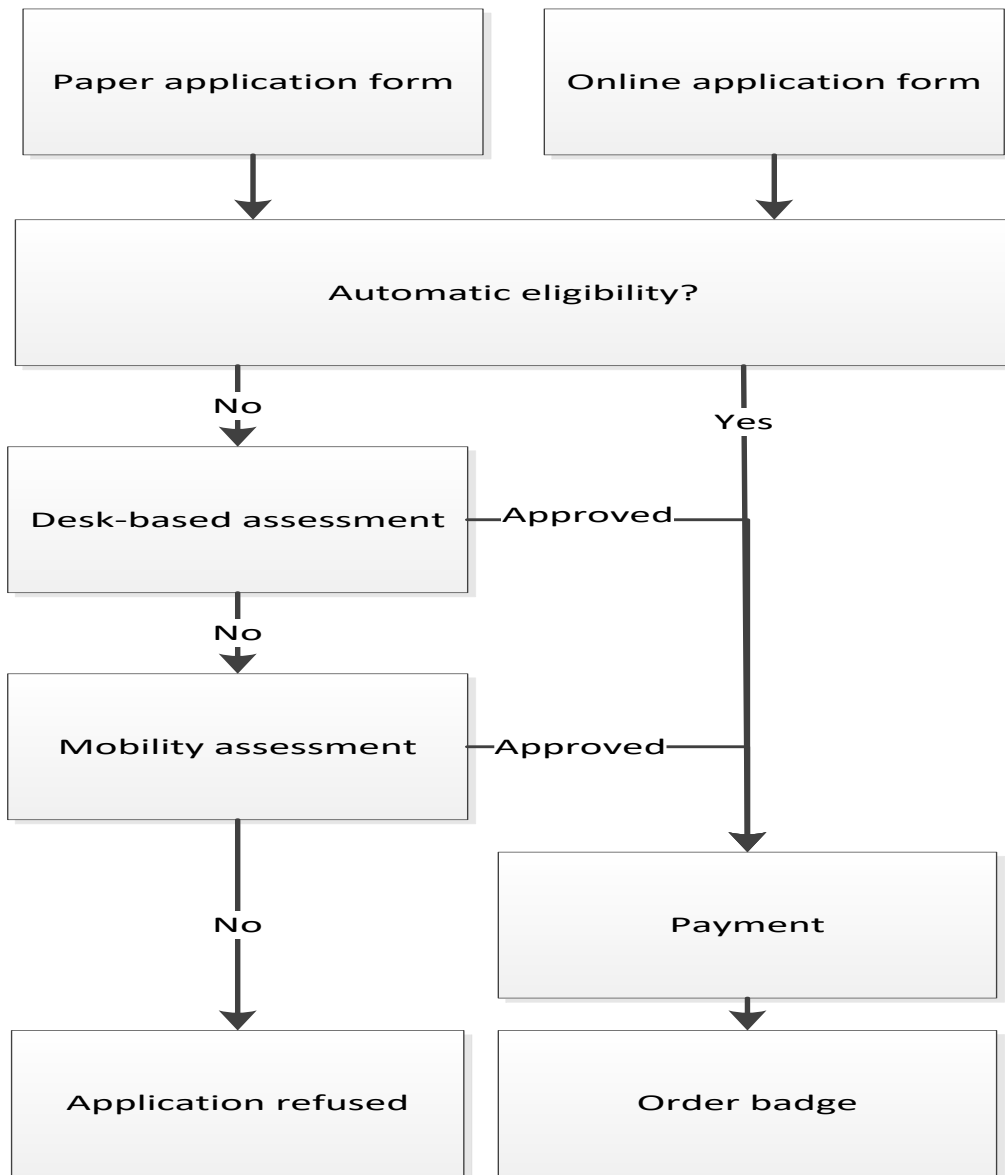 Paper application form
Online application form
Automatic eligibility?
No
Yes
Desk-based assessment
Approved
No
Mobility assessment
Approved
No
Payment
Application refused
Order badge